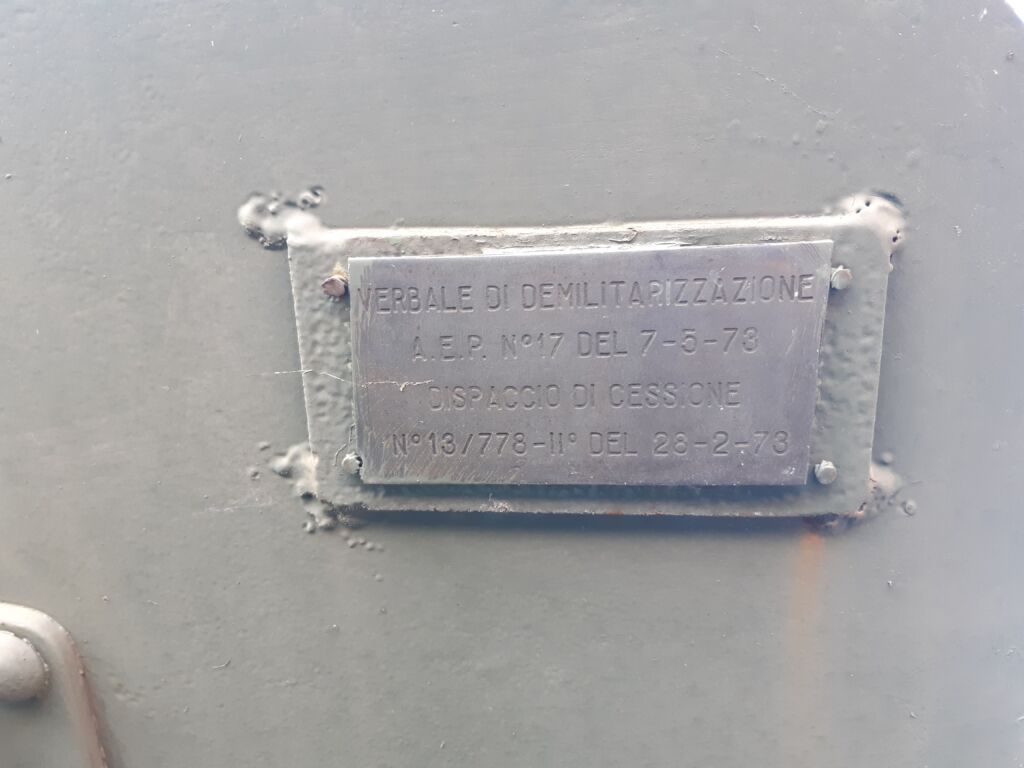 VERBALE DI DEMILITARIZZAZIONE
A.E.P. N°17 DEL 7-5-73
DISPACCIO DI CESSIONE
N°13/778-II° DEL 28-2-73